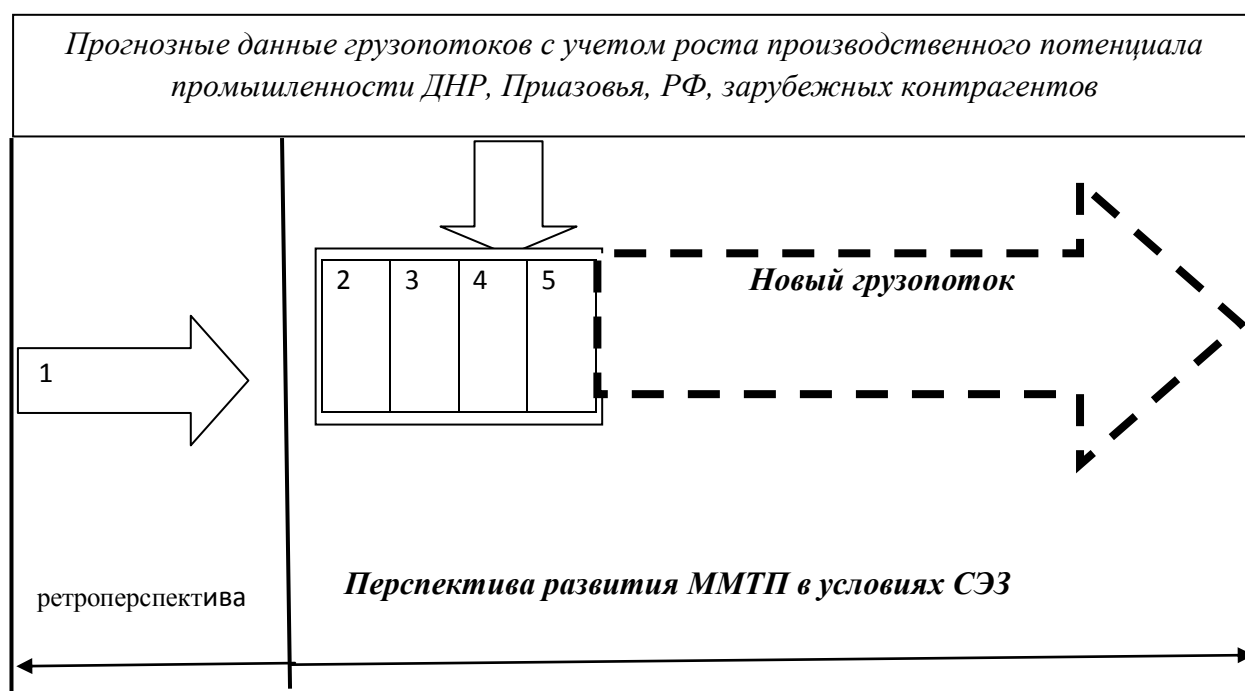 Прогнозные данные грузопотоков с учетом роста производственного потенциала
промышленности ДНР, Приазовья, РФ, зарубежных контрагентов
2 3 4 5
Новый грузопоток
1
Перспектива развития ММТП в условиях СЭЗ
ретроперспектива